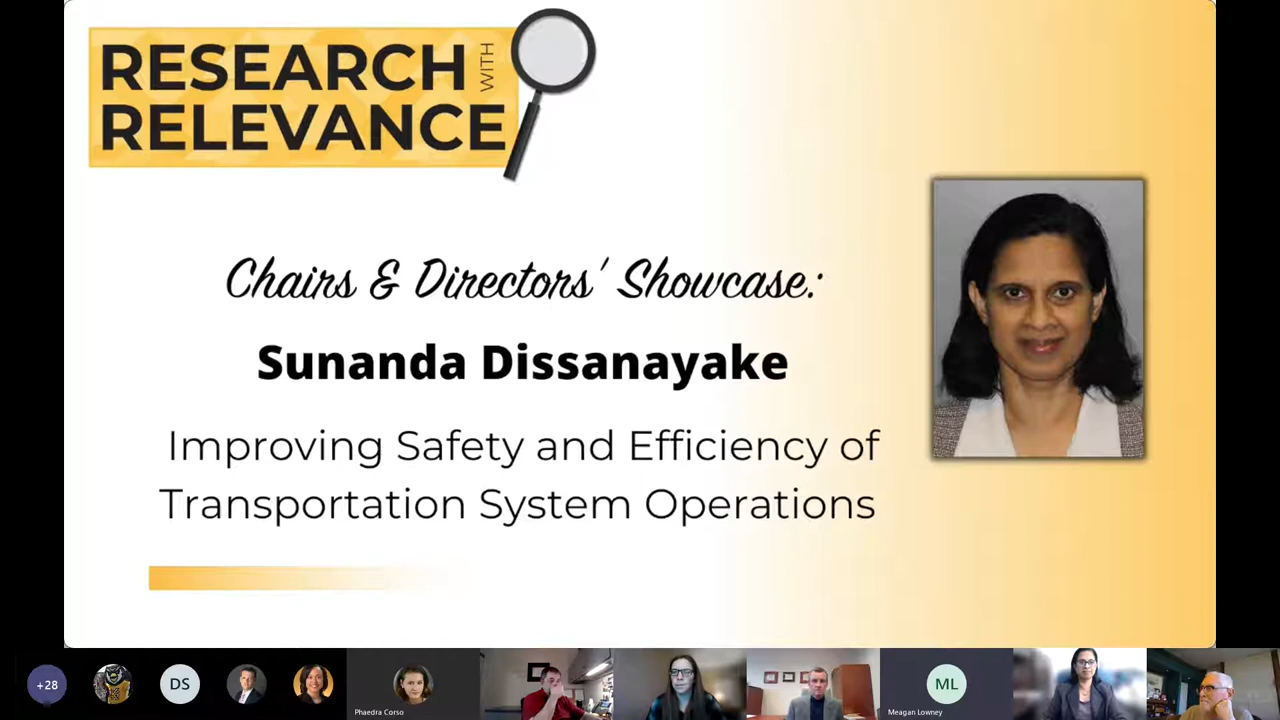 RESEARCH WITH
RELEVANCE
Chairs & Directors' Showcase:
Sunanda Dissanayake
Improving Safety and Efficiency of
Transportation System Operations
+28
DS
Phaedra Corso
ML
Meagan Lowney